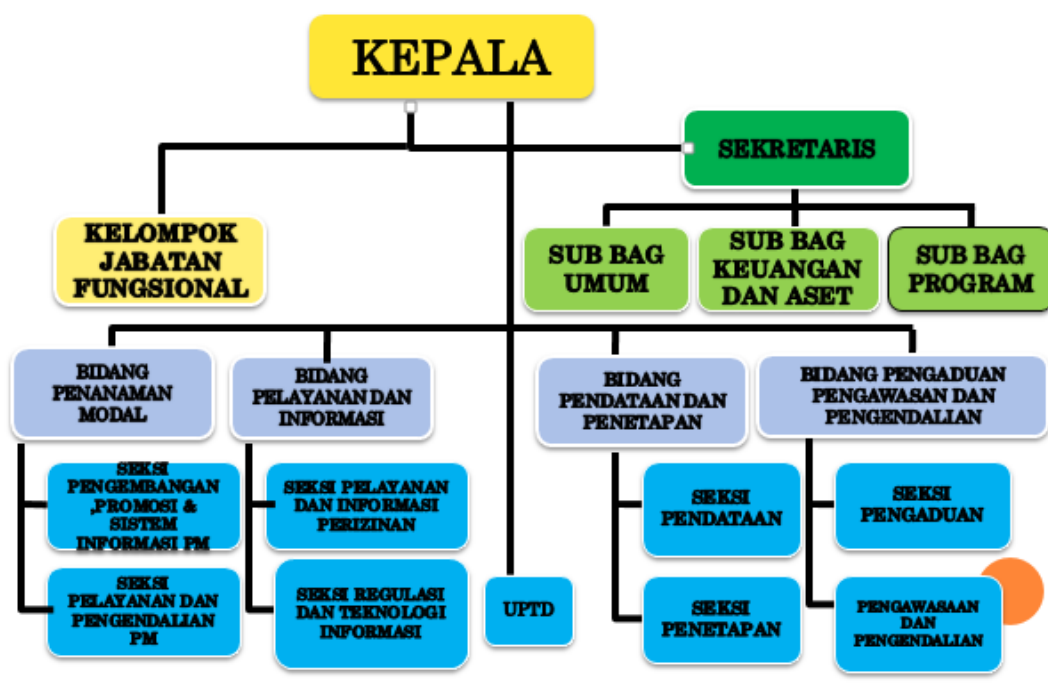 KEPALA
SEKRETARIS
KELOMPOK
JABATAN
FUNGSIONAL
SUB BAG
UMUM
SUB BAG
KEUANGAN
DAN ASET
SUB BAG
PROGRAM
BIDANG
PENANAMAN
MODAL
BIDANG
PELAYANAN DAN
INFORMASI
BIDANG
PENDATAAN DAN
PENETAPAN
BIDANG PENGADUAN
PENGAWASAN DAN
PENGENDALIAN
SEKSI
PENGEMBANGAN
,PROMOSI &
SISTEM
INFORMASI PM
SEKSI PELAYANAN
DAN INFORMASI
PERIZINAN
SEKSI
PENDATAAN
SEKSI
PENGADUAN
SEKSI
PELAYANAN DAN
PENGENDALIAN
PM
SEKSI REGULASI
DAN TEKNOLOGI
INFORMASI
UPTD
SEKSI
PENETAPAN
PENGAWASAAN
DAN
PENGENDALIAN